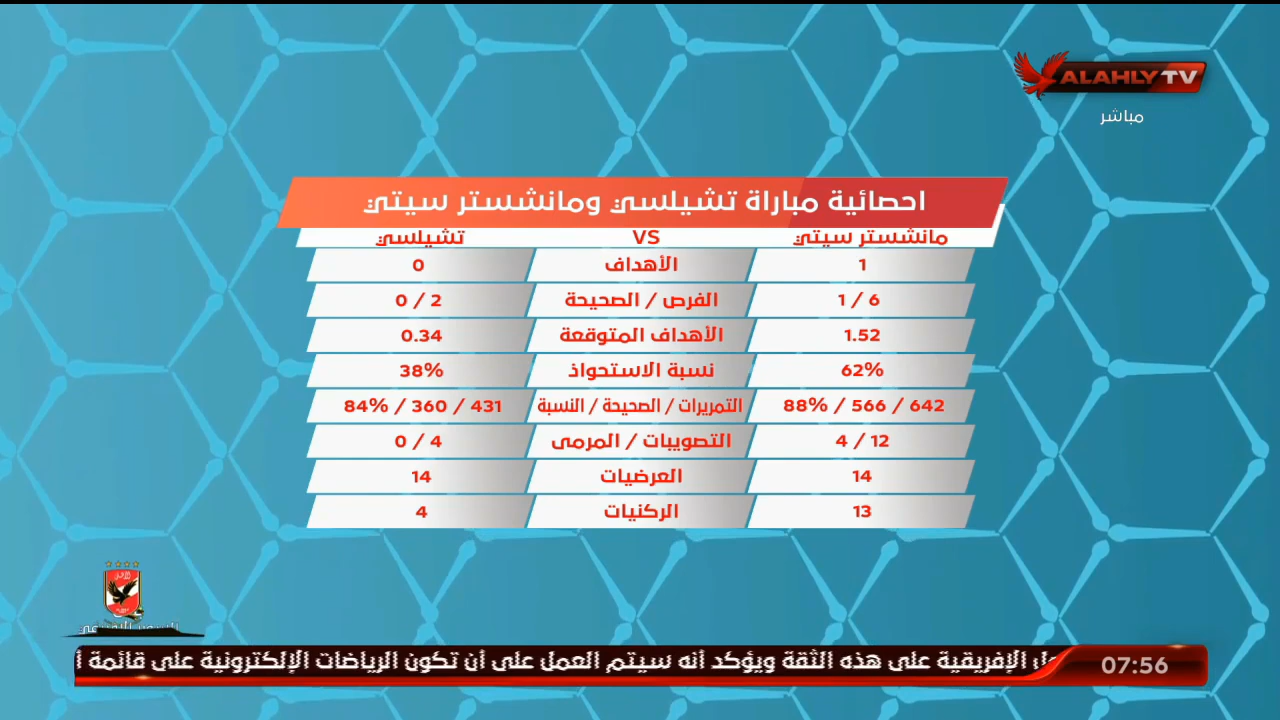 ALAHLY TV
مباشر
احصائية مباراة تشيلسي ومانشستر سيتي
مانشستر سيتي VS تشيلسي
1 الأهداف 0
1 / 6 الفرص / الصحيحة 0 / 2
1.52 الأهداف المتوقعة 0.34
62% نسبة الاستحواذ 38%
88% / 566 / 642 التمريرات / الصحيحة / النسبة 84% / 360 / 431
4 / 12 التصويبات / المرمى 0 / 4
14 العرضيات 14
13 الركنيات 4
07:56 الإفريقية على هذه الثقة ويؤكد أنه سيتم العمل على أن تكون الرياضات الإلكترونية على قائمة